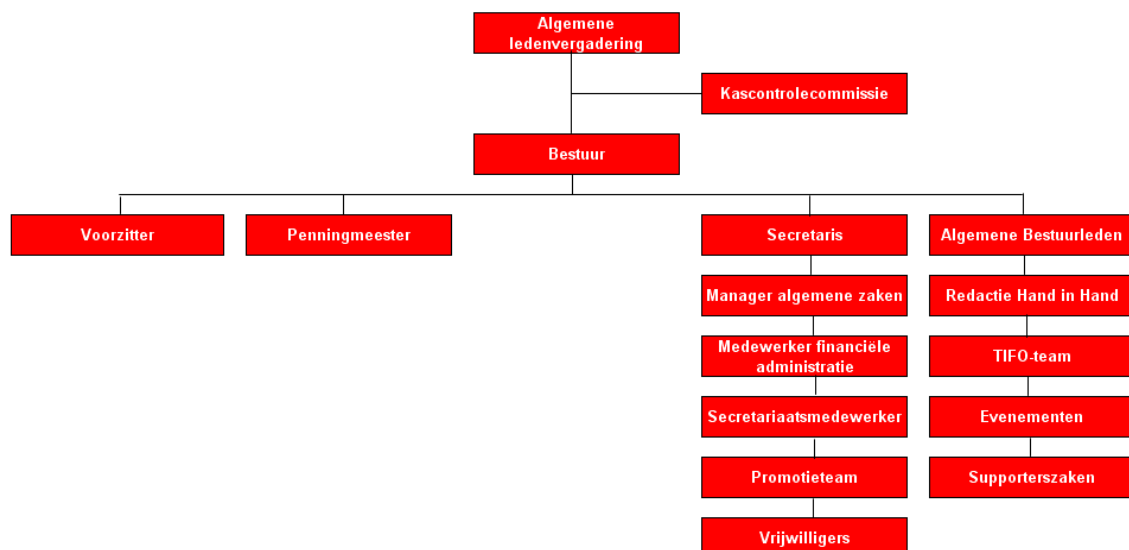 Algemene
ledenvergadering
Kascontrolecommissie
Bestuur
Voorzitter
Penningmeester
Secretaris
Algemene Bestuurleden
Manager algemene zaken
Redactie Hand in Hand
Medewerker financiële
administratie
TIFO-team
Secretariaatsmedewerker
Evenementen
Promotieteam
Supporterszaken
Vrijwilligers